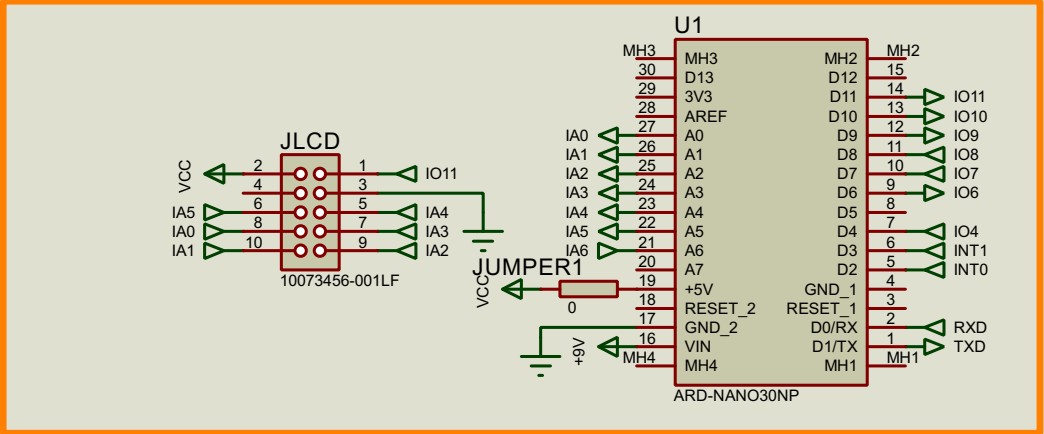 U1
MH3 MH3 MH2 MH2
30 D13 D12 15
29 3V3 D11 14 IO11
28 AREF D10 13 IO10
IA0 27 A0 D9 12 IO9
IA1 26 A1 D8 11 IO8
IA2 25 A2 D7 10 IO7
IA3 24 A3 D6 9 IO6
IA4 23 A4 D5 8
IA5 22 A5 D4 7 IO4
IA6 21 A6 D3 6 INT1
20 A7 D2 5 INT0
19 +5V GND_1 4
18 RESET_2 RESET_1 3
17 GND_2 D0/RX 2 RXD
+9V 16 VIN D1/TX 1 TXD
MH4 MH4 MH1 MH1
ARD-NANO30NP
JLCD
VCC 2 1 IO11
4 3
IA5 6 5 IA4
IA0 8 7 IA3
IA1 10 9 IA2
10073456-001LF
JUMPER1
VCC
0